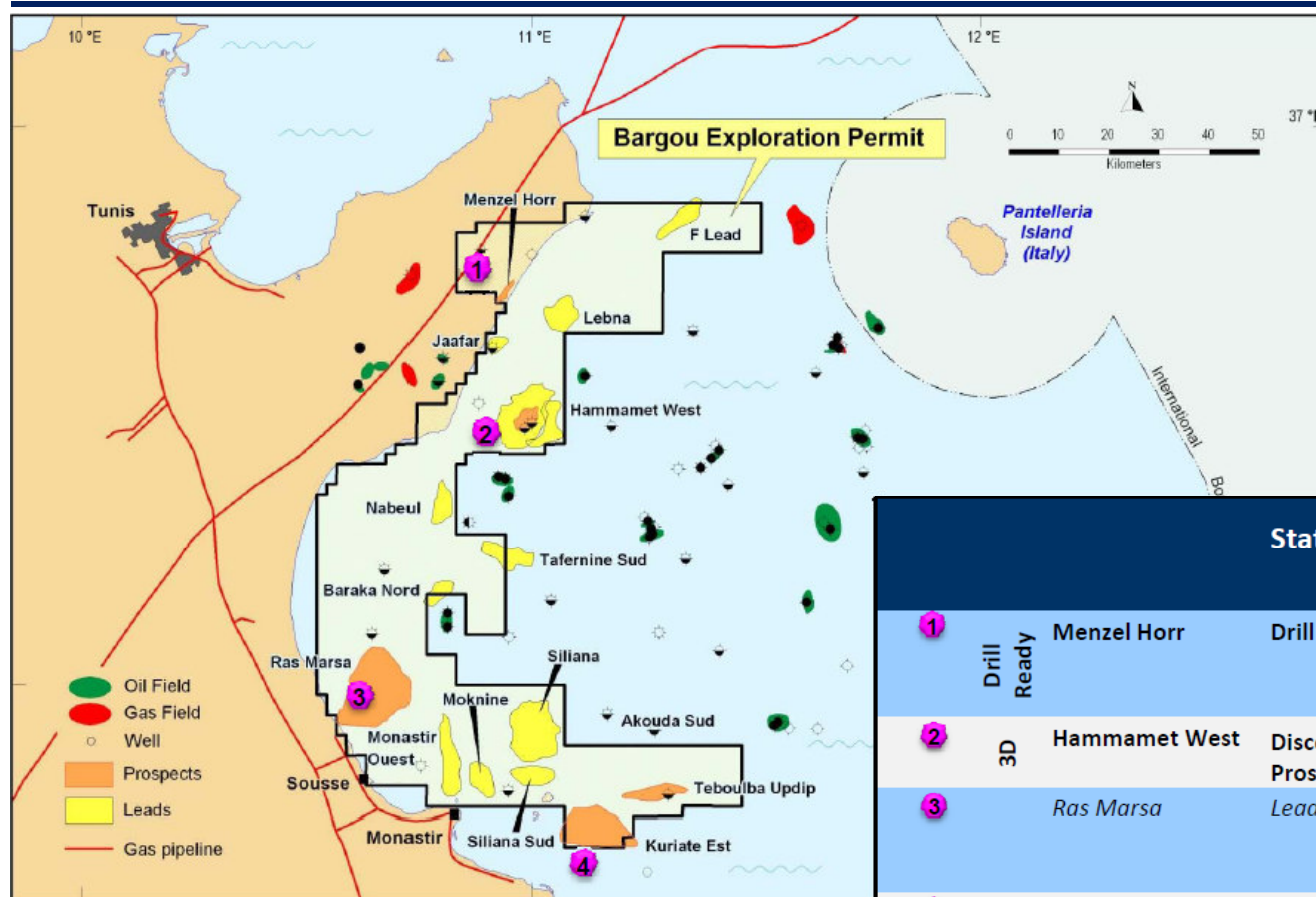 10 °E
11 °E
12 °E
N
37 °
0 10 20 30 40 50
Kilometers
Bargou Exploration Permit
Tunis
Menzel Horr
Pantelleria
Island
(Italy)
F Lead
1
Lebna
Jaafar
International
Hammamet West
2
Nabeul
Tafernine Sud
Baraka Nord
Ras Marsa
Siliana
3
Moknine
Akouda Sud
Monastir
Ouest
Sousse
Teboulba Updip
Monastir
Siliana Sud
Kuriate Est
4
Oil Field
Gas Field
Well
Prospects
Leads
Gas pipeline
1
Drill
Ready
Menzel Horr
Drill
2
3D
Hammamet West
3
Ras Marsa